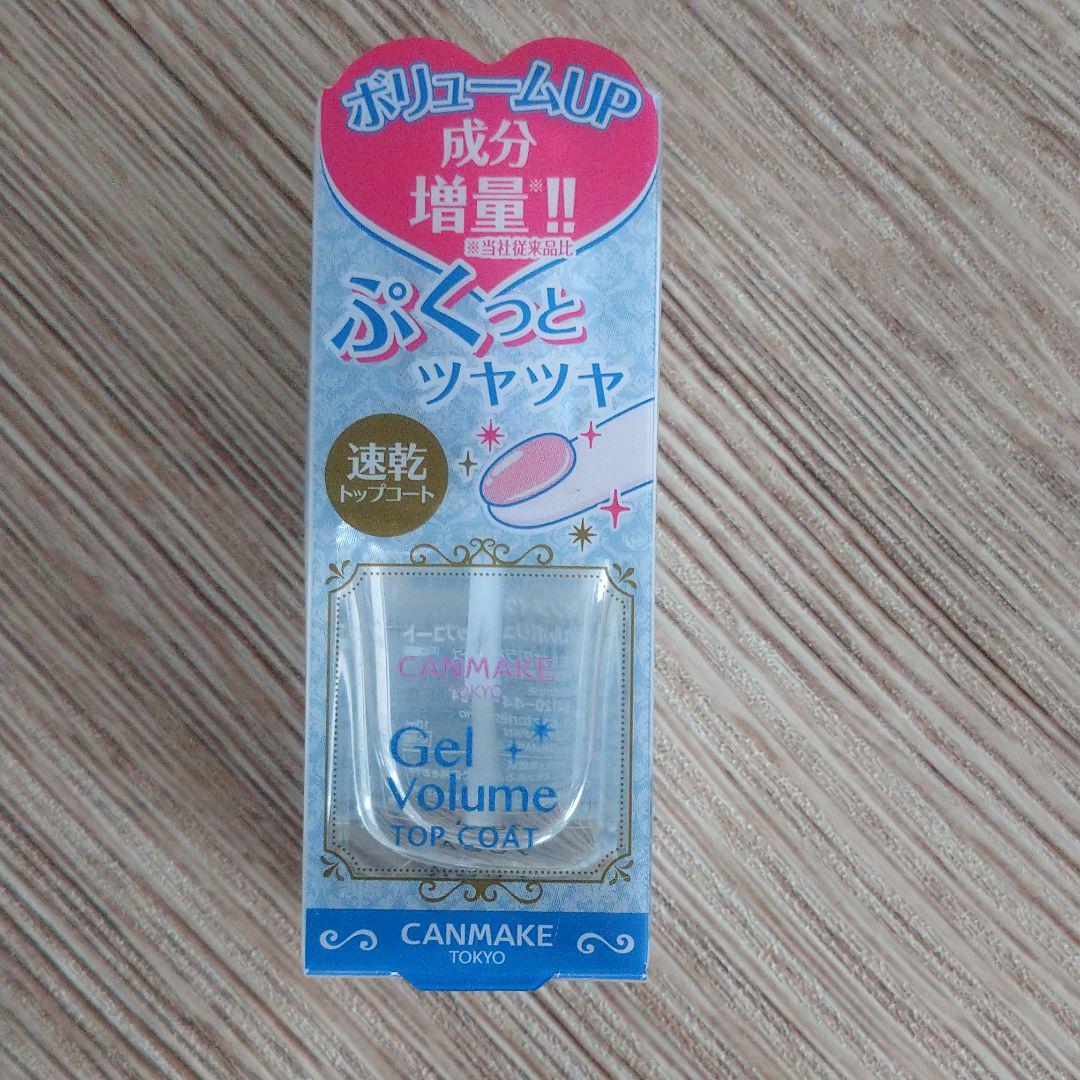 ボリュームUP
成分
増量※!!
※当社従来品比
ぷくっと
ツヤツヤ
速乾
トップコート
CANMAKE
TOKYO
Gel
Volume
TOP COAT
CANMAKE
TOKYO